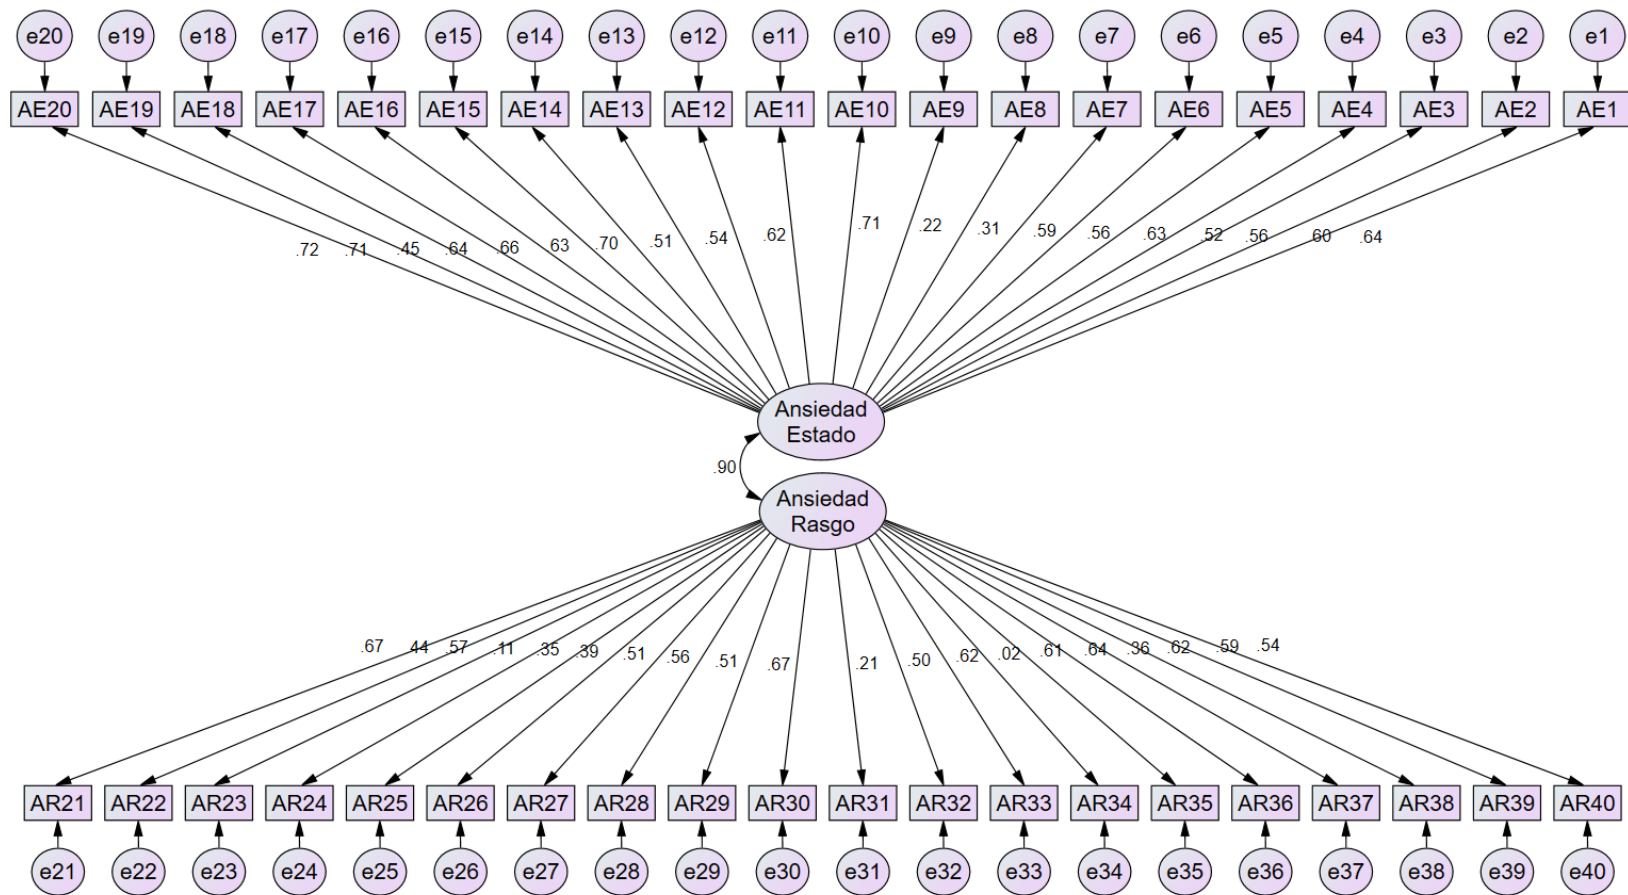 e20 e19 e18 e17 e16 e15 e14 e13 e12 e11 e10 e9 e8 e7 e6 e5 e4 e3 e2 e1
AE20 AE19 AE18 AE17 AE16 AE15 AE14 AE13 AE12 AE11 AE10 AE9 AE8 AE7 AE6 AE5 AE4 AE3 AE2 AE1
.72 .71 .45 .64 .66 .63 .70 .51 .54 .62 .71 .22 .31 .59 .56 .63 .52 .56 .60 .64
Ansiedad
Estado
.90
Ansiedad
Rasgo
.67 .44 .57 .11 .35 .39 .51 .56 .51 .67 .21 .50 .62 .02 .61 .64 .36 .62 .59 .54
AR21 AR22 AR23 AR24 AR25 AR26 AR27 AR28 AR29 AR30 AR31 AR32 AR33 AR34 AR35 AR36 AR37 AR38 AR39 AR40
e21 e22 e23 e24 e25 e26 e27 e28 e29 e30 e31 e32 e33 e34 e35 e36 e37 e38 e39 e40